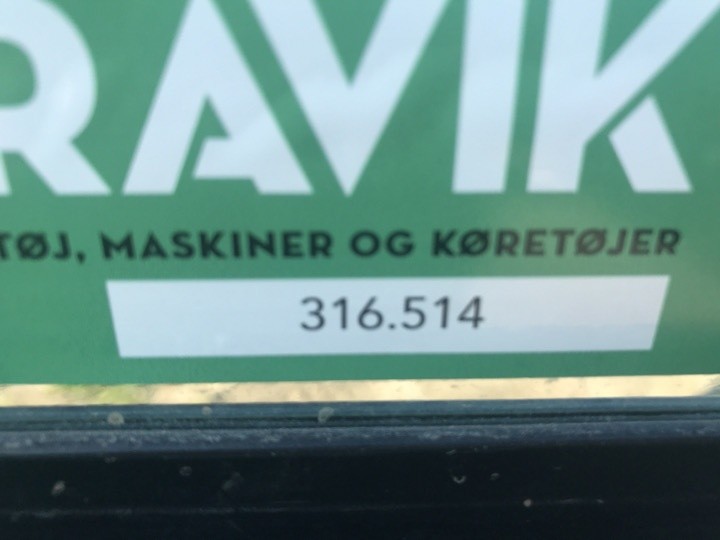 RAVIK
TØJ, MASKINER OG KØRETØJER
316.514